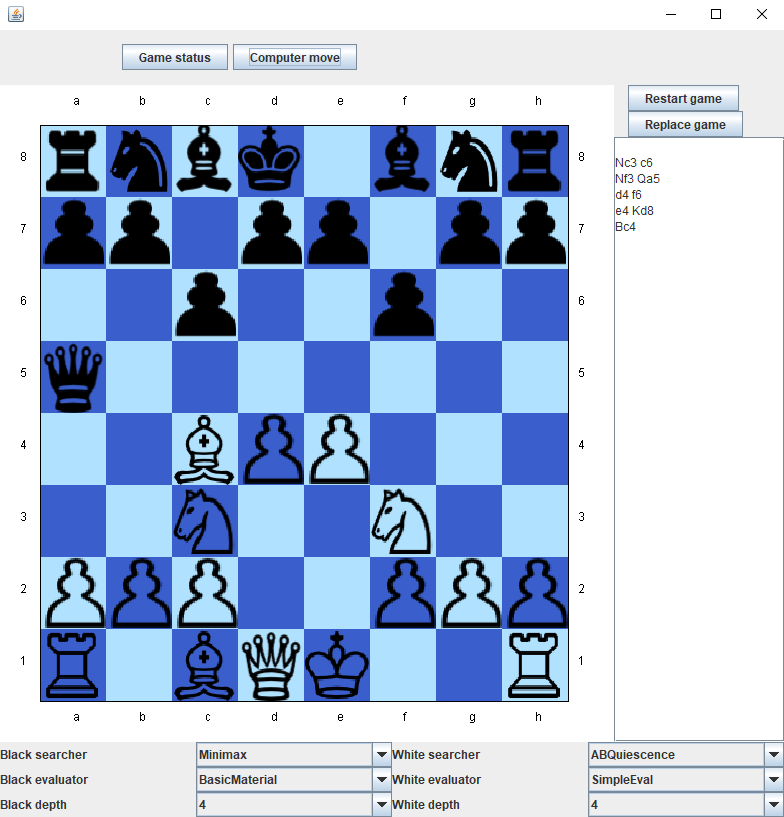 Game status Computer move
a b c d e f g h
Restart game
Replace game
8 8
Nc3 c6
Nf3 Qa5
d4 f6
e4 Kd8
Bc4
7 7
6 6
5 5
4 4
3 3
2 2
1 1
a b c d e f g h
Black searcher Minimax White searcher ABQuiescence
Black evaluator BasicMaterial White evaluator SimpleEval
Black depth 4 White depth 4